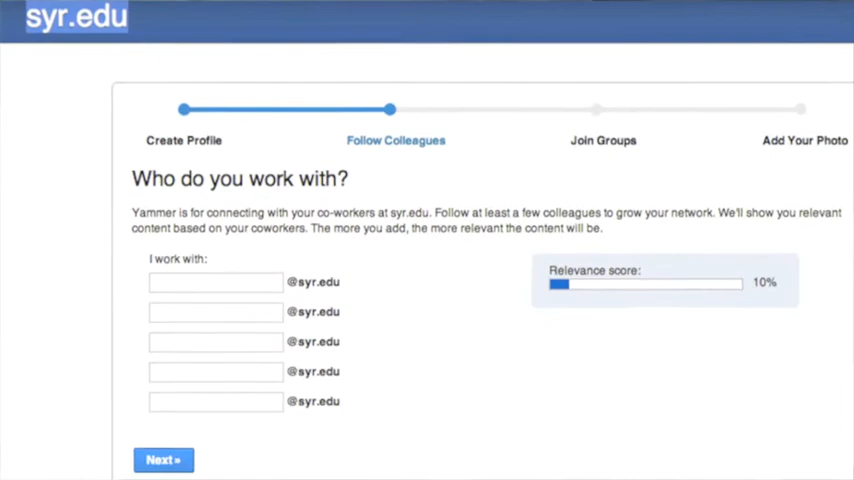 syr.edu
Create Profile
Follow Colleagues
Join Groups
Add Your Photo
Who do you work with?
Yammer is for connecting with your co-workers at syr.edu. Follow at least a few colleagues to grow your network. We'll show you relevant
content based on your coworkers. The more you add, the more relevant the content will be.
I work with:
@syr.edu
@syr.edu
@syr.edu
@syr.edu
@syr.edu
Relevance score:
10%
Next »